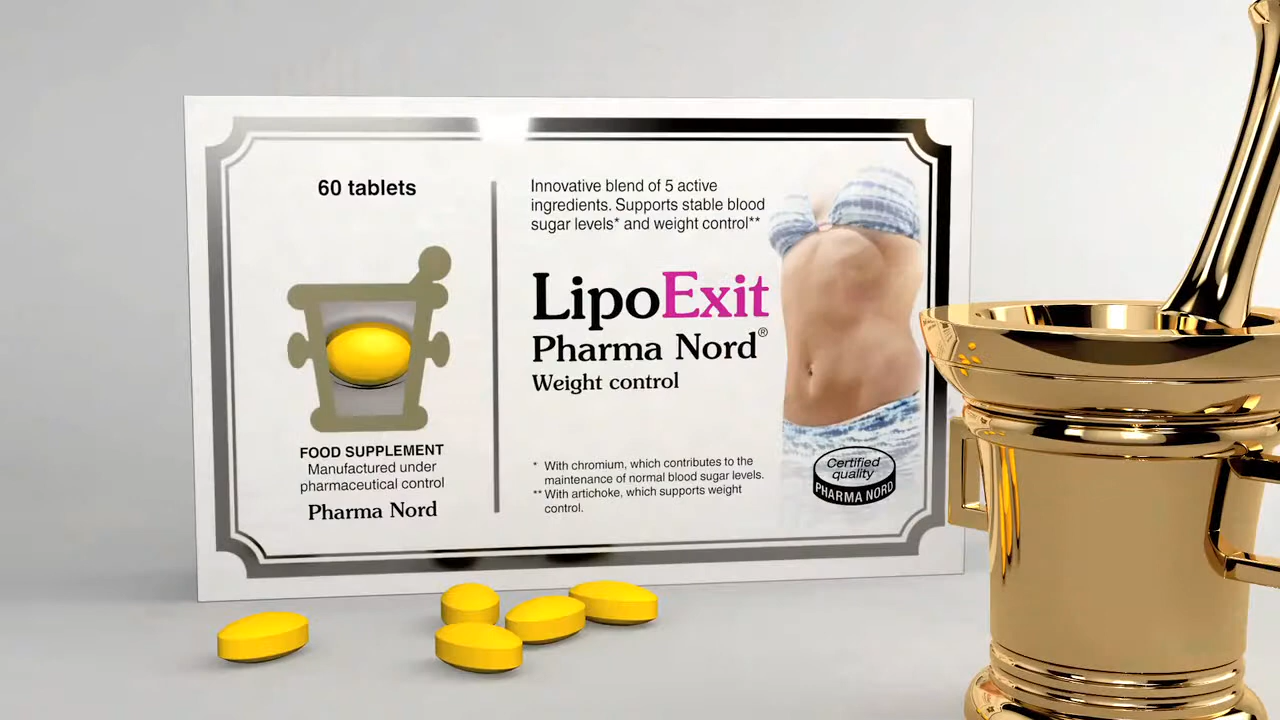 60 tablets
FOOD SUPPLEMENT
Manufactured under
pharmaceutical control
Pharma Nord
Innovative blend of 5 active
ingredients. Supports stable blood
sugar levels* and weight control**
LipoExit
Pharma Nord®
Weight control
* With chromium, which contributes to the
maintenance of normal blood sugar levels.
** With artichoke, which supports weight
control.
Certified
quality
PHARMA NORD